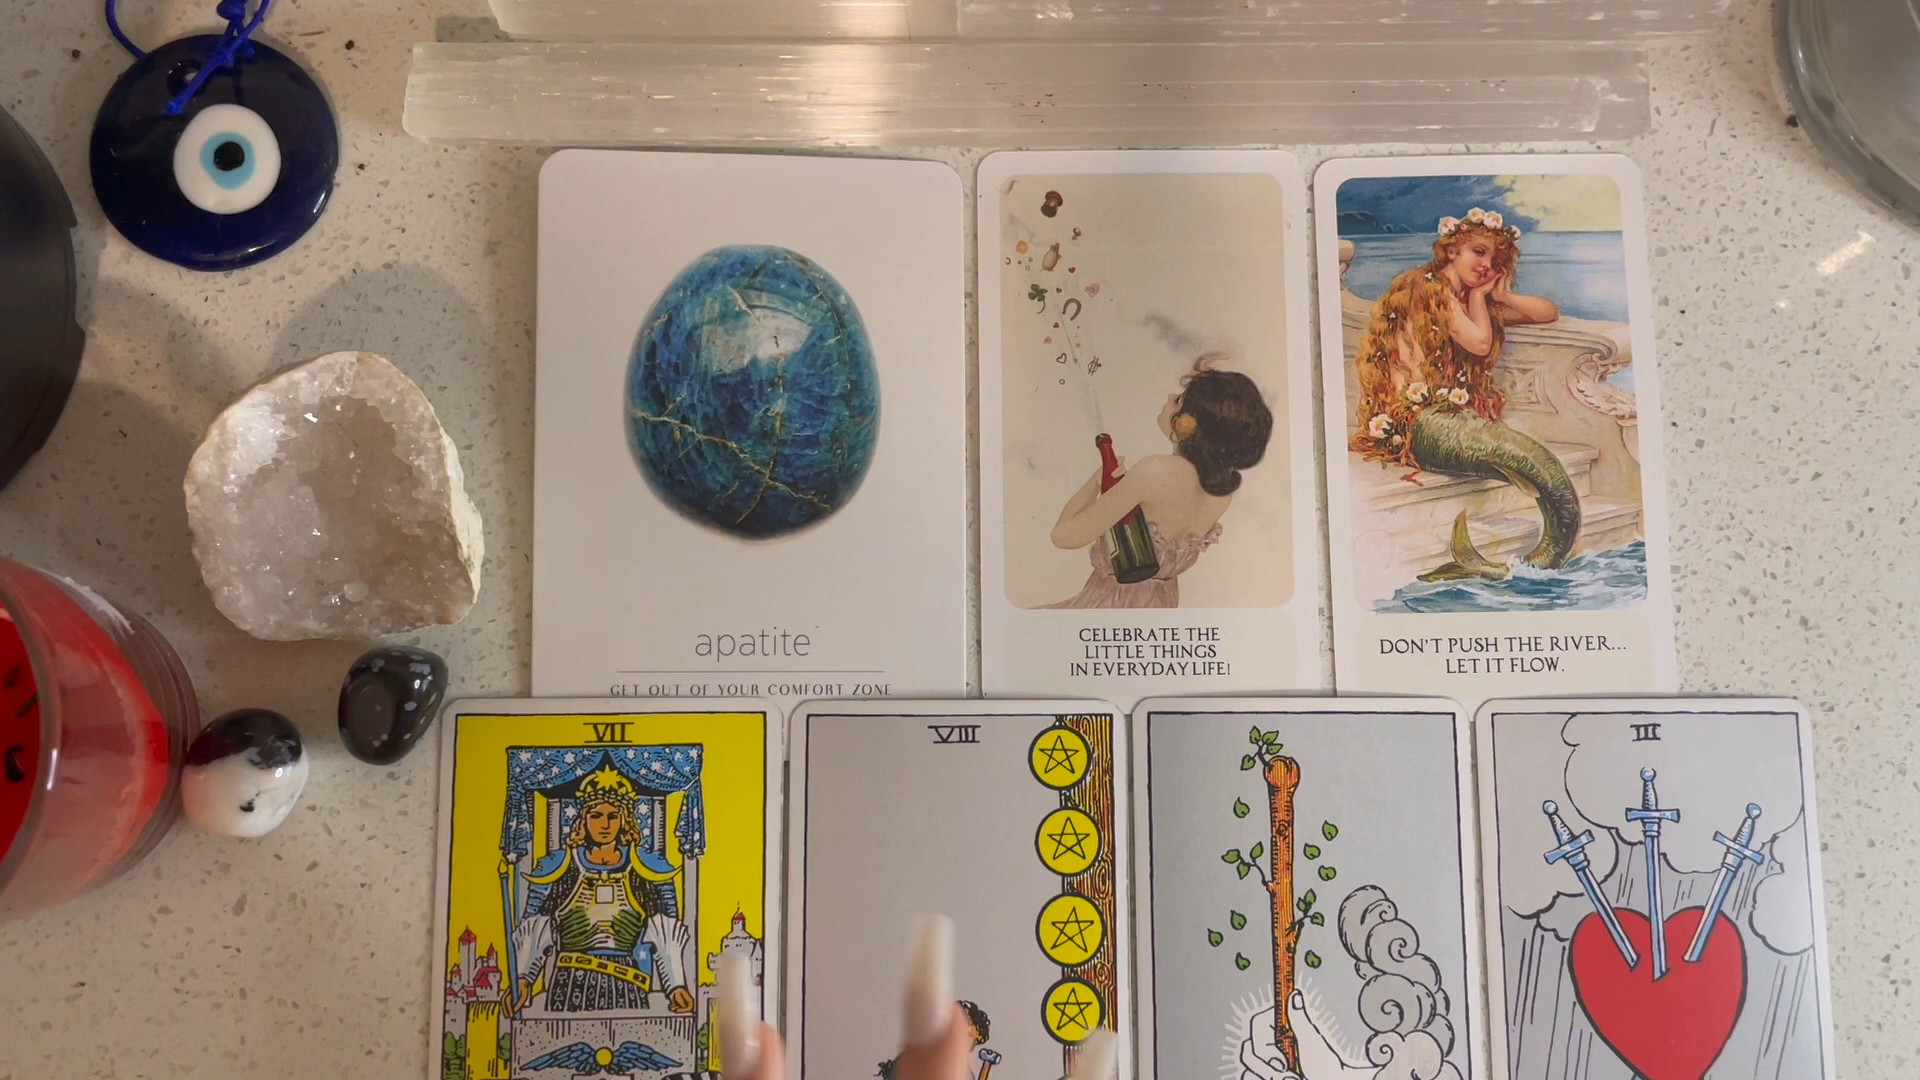 apatite
GET OUT OF YOUR COMFORT ZONE
CELEBRATE THE
LITTLE THINGS
IN EVERYDAY LIFE!
DON'T PUSH THE RIVER...
LET IT FLOW.
VII
VIII
III